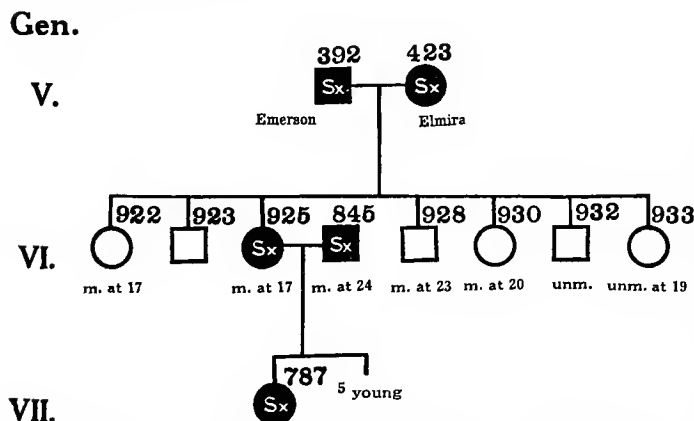 Gen.
392 423
V. Sx. Sx
Emerson Elmira
922 923 925 845 928 930 932 933
VI. Sx Sx
m. at 17 m. at 17 m. at 24 m. at 23 m. at 20 unm. unm. at 19
787 5 young
VII. Sx